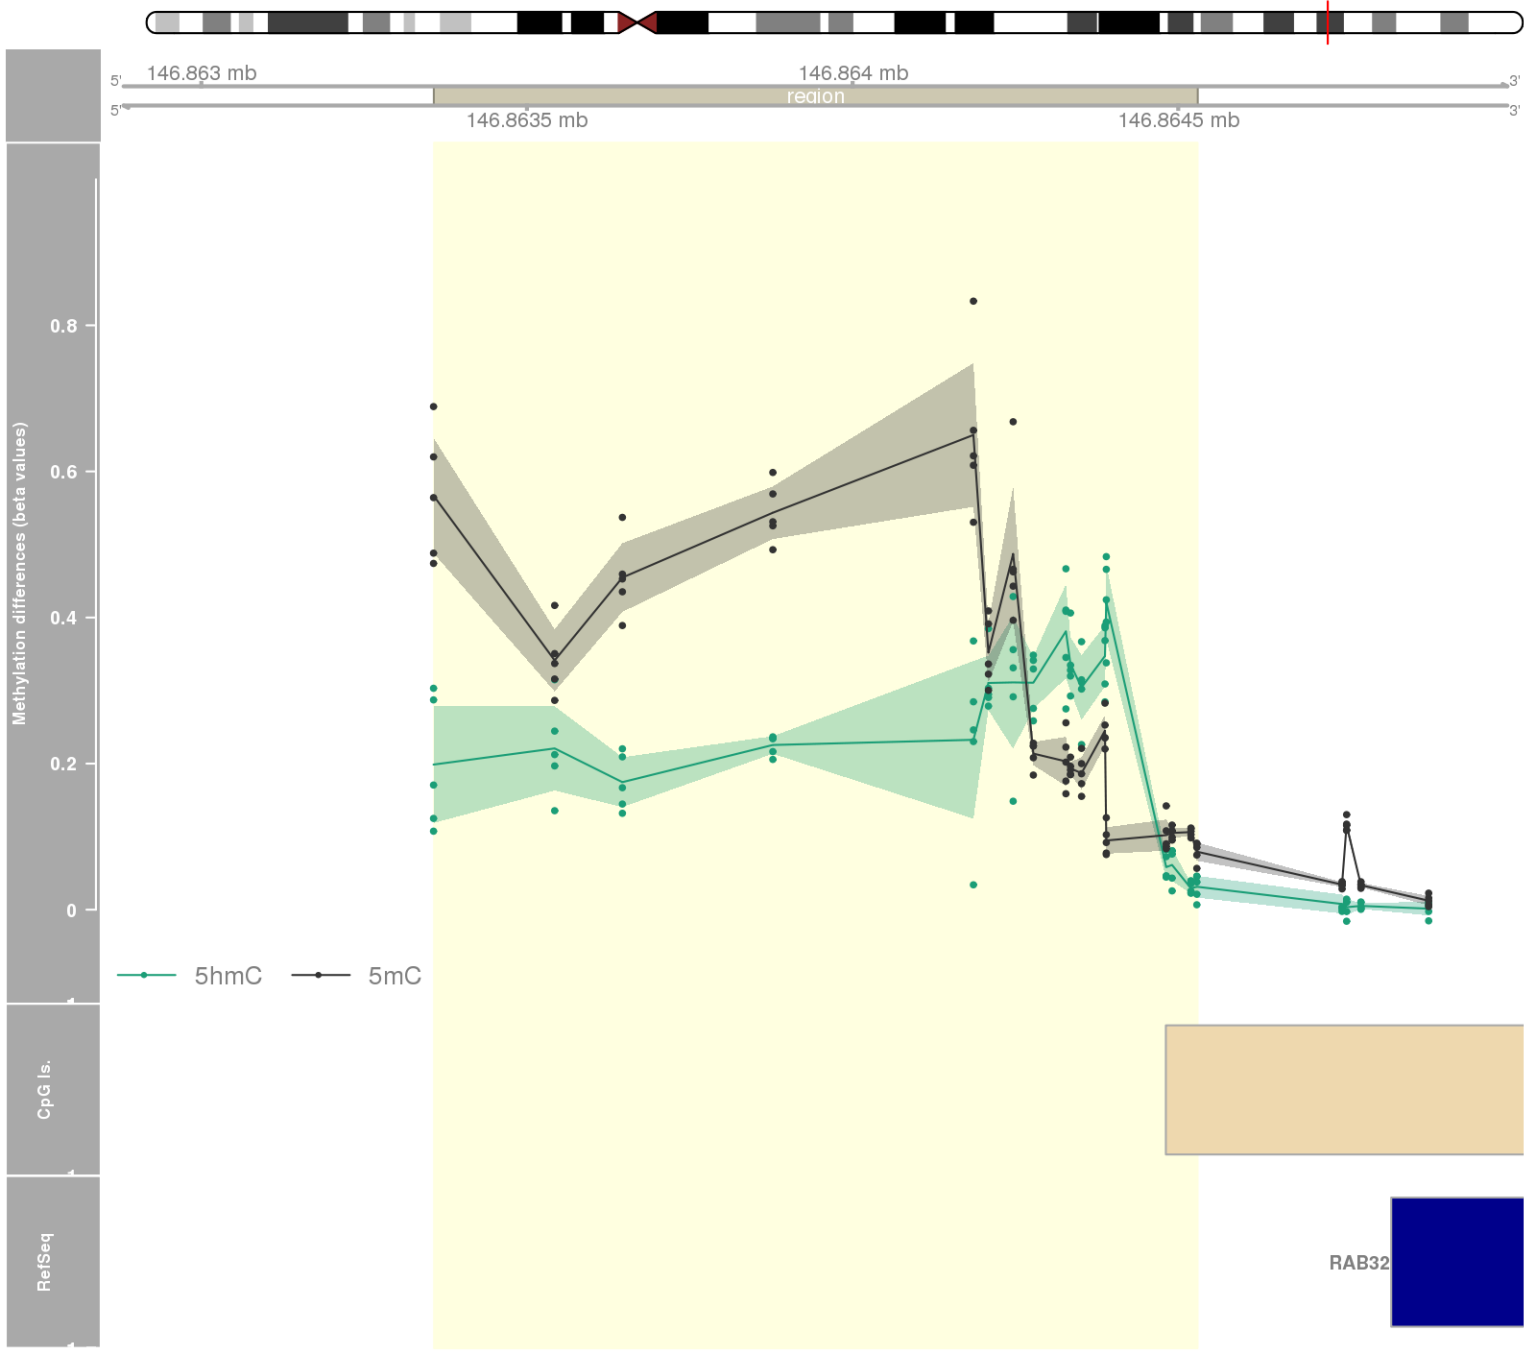 146.863 mb
146.864 mb
5'
3'
region
5'
3'
146.8635 mb
146.8645 mb
Methylation differences (beta values)
0.8
0.6
0.4
0.2
0
5hmC
5mC
CpG Is.
RefSeq
RAB32